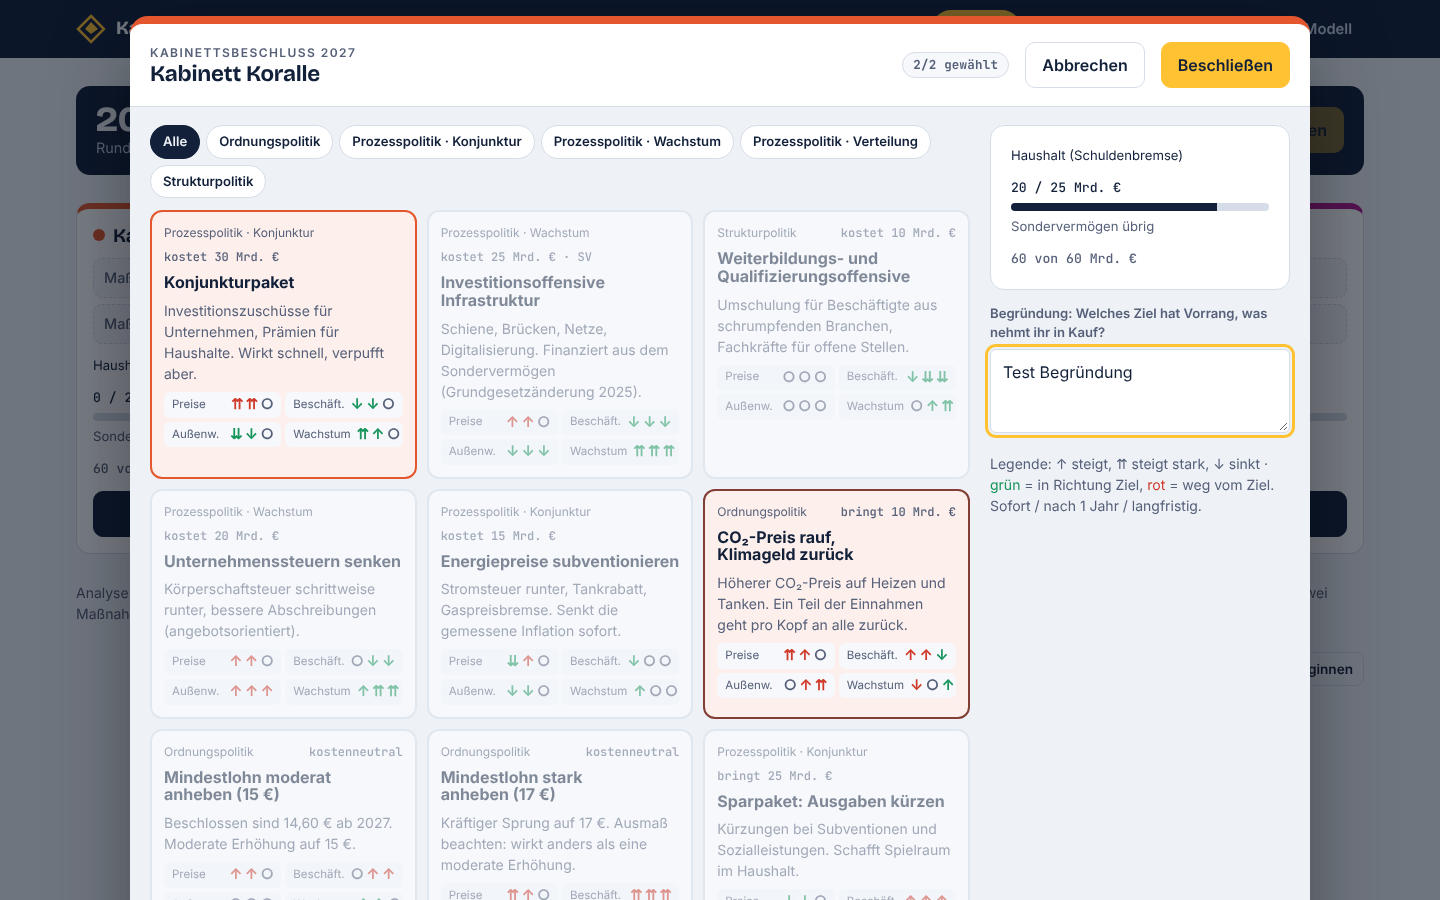 Modell
KABINETTSBESCHLUSS 2027
Kabinett Koralle
2/2 gewählt
Abbrechen
Beschließen
Alle
Ordnungspolitik
Prozesspolitik · Konjunktur
Prozesspolitik · Wachstum
Prozesspolitik · Verteilung
Strukturpolitik
Prozesspolitik · Konjunktur
kostet 30 Mrd. €
Konjunkturpaket
Investitionszuschüsse für
Unternehmen, Prämien für
Haushalte. Wirkt schnell, verpufft
aber.
Preise ⇈ ⇈ ○ Beschäft. ↓ ↓ ○
Außenw. ⇊ ↓ ○ Wachstum ⇈ ↑ ○
Prozesspolitik · Wachstum
kostet 25 Mrd. € · SV
Investitionsoffensive
Infrastruktur
Schiene, Brücken, Netze,
Digitalisierung. Finanziert aus dem
Sondervermögen
(Grundgesetzänderung 2025).
Preise ↑ ↑ ○ Beschäft. ↓ ↓ ↓
Außenw. ↓ ↓ ↓ Wachstum ⇈ ⇈ ⇈
Strukturpolitik kostet 10 Mrd. €
Weiterbildungs- und
Qualifizierungsoffensive
Umschulung für Beschäftigte aus
schrumpfenden Branchen,
Fachkräfte für offene Stellen.
Preise ○ ○ ○ Beschäft. ↓ ⇊ ⇊
Außenw. ○ ○ ○ Wachstum ○ ↑ ⇈
Prozesspolitik · Wachstum
kostet 20 Mrd. €
Unternehmenssteuern senken
Körperschaftsteuer schrittweise
runter, bessere Abschreibungen
(angebotsorientiert).
Preise ↑ ↑ ○ Beschäft. ○ ↓ ↓
Außenw. ↑ ↑ ↑ Wachstum ↑ ⇈ ⇈
Prozesspolitik · Konjunktur
kostet 15 Mrd. €
Energiepreise subventionieren
Stromsteuer runter, Tankrabatt,
Gaspreisbremse. Senkt die
gemessene Inflation sofort.
Preise ⇊ ↑ ○ Beschäft. ↓ ○ ○
Außenw. ↓ ↓ ○ Wachstum ↑ ○ ○
Ordnungspolitik bringt 10 Mrd. €
CO₂-Preis rauf,
Klimageld zurück
Höherer CO₂-Preis auf Heizen und
Tanken. Ein Teil der Einnahmen
geht pro Kopf an alle zurück.
Preise ⇈ ↑ ○ Beschäft. ↑ ↑ ↓
Außenw. ○ ↑ ⇈ Wachstum ↓ ○ ↑
Ordnungspolitik kostenneutral
Mindestlohn moderat
anheben (15 €)
Beschlossen sind 14,60 € ab 2027.
Moderate Erhöhung auf 15 €.
Preise ↑ ↑ ○ Beschäft. ○ ↑ ↑
Ordnungspolitik kostenneutral
Mindestlohn stark
anheben (17 €)
Kräftiger Sprung auf 17 €. Ausmaß
beachten: wirkt anders als eine
moderate Erhöhung.
Preise ⇈ ↑ ○ Beschäft. ⇈ ⇈ ⇈
Prozesspolitik · Konjunktur
bringt 25 Mrd. €
Sparpaket: Ausgaben kürzen
Kürzungen bei Subventionen und
Sozialleistungen. Schafft Spielraum
im Haushalt.
Haushalt (Schuldenbremse)
20 / 25 Mrd. €
Sondervermögen übrig
60 von 60 Mrd. €
Begründung: Welches Ziel hat Vorrang, was
nehmt ihr in Kauf?
Test Begründung
Legende: ↑ steigt, ⇈ steigt stark, ↓ sinkt ·
grün = in Richtung Ziel, rot = weg vom Ziel.
Sofort / nach 1 Jahr / langfristig.